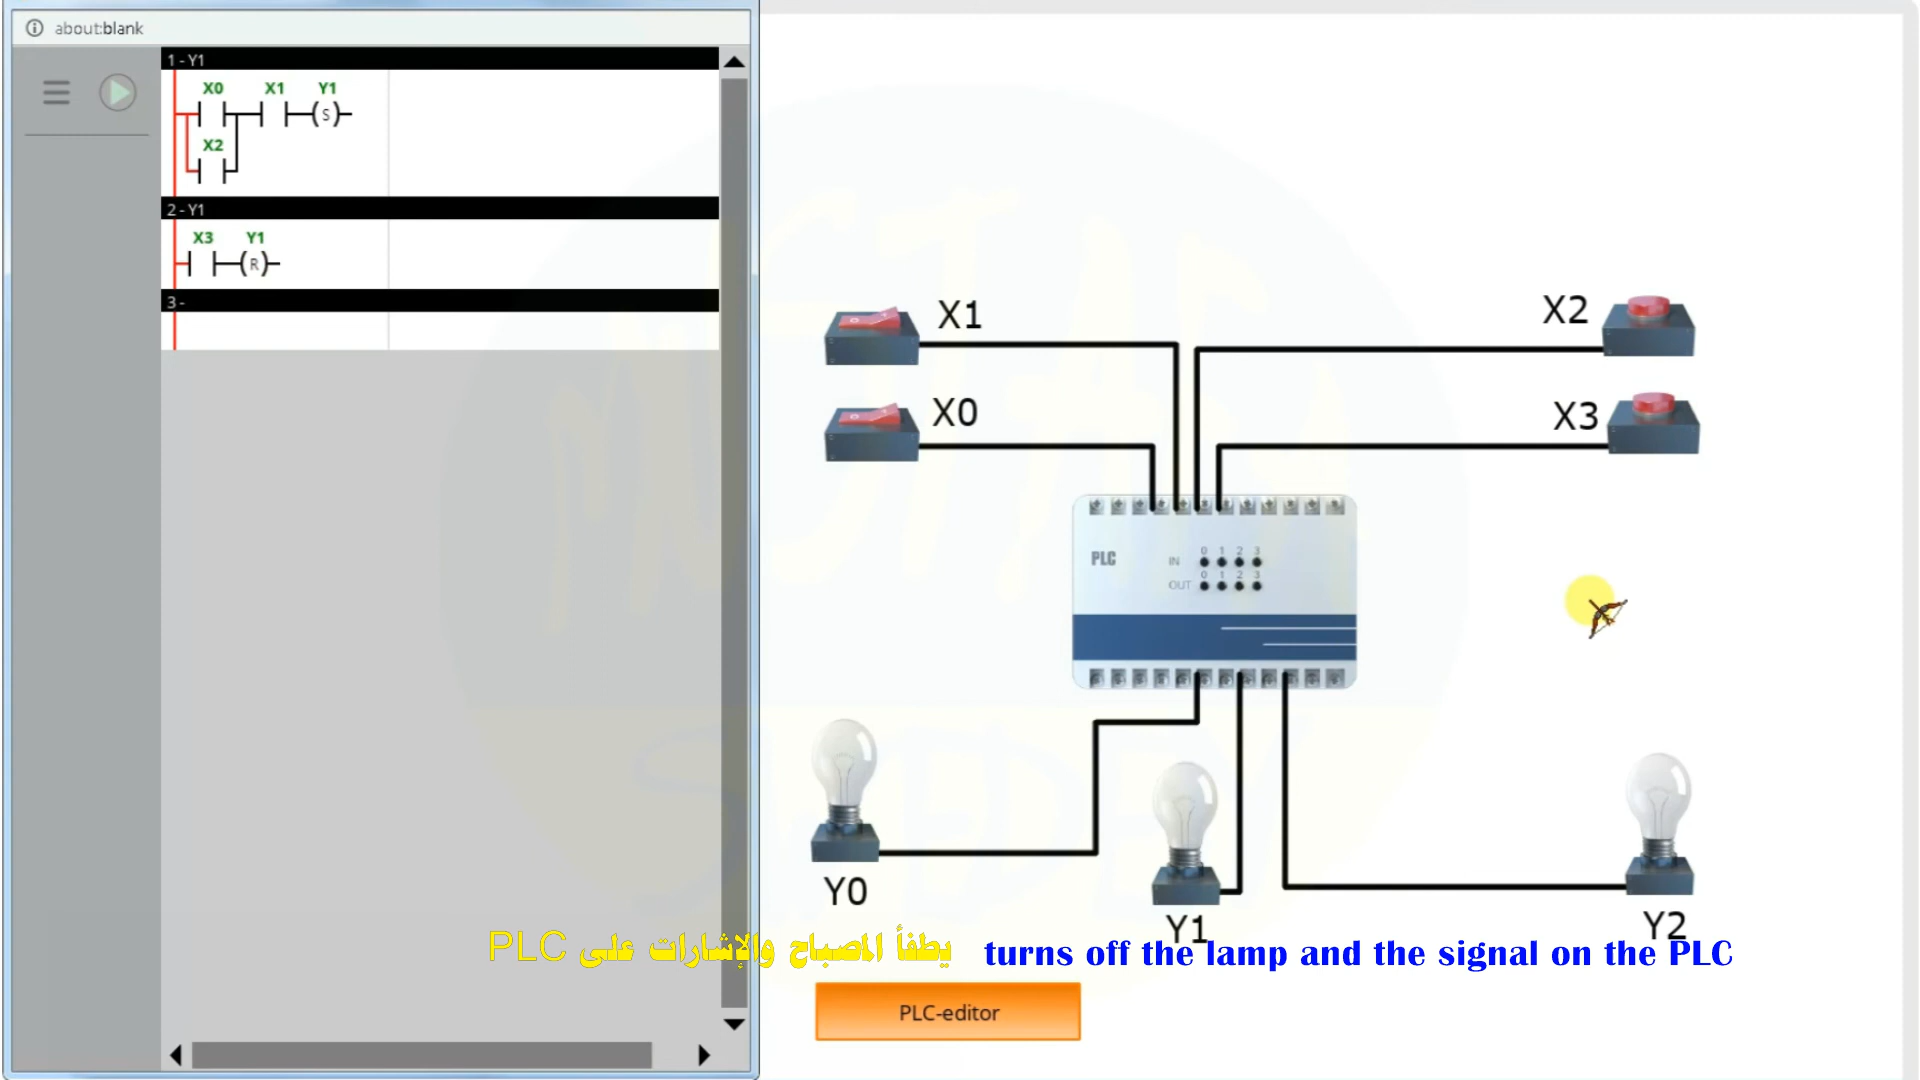 about:blank
1 - Y1
X0 X1 Y1
S
X2
2 - Y1
X3 Y1
R
3 -
X1
X2
X0
X3
0 1 2 3
PLC IN
0 1 2 3
OUT
Y0
Y1
Y2
يطفأ المصباح والإشارات على PLC
turns off the lamp and the signal on the PLC
PLC-editor